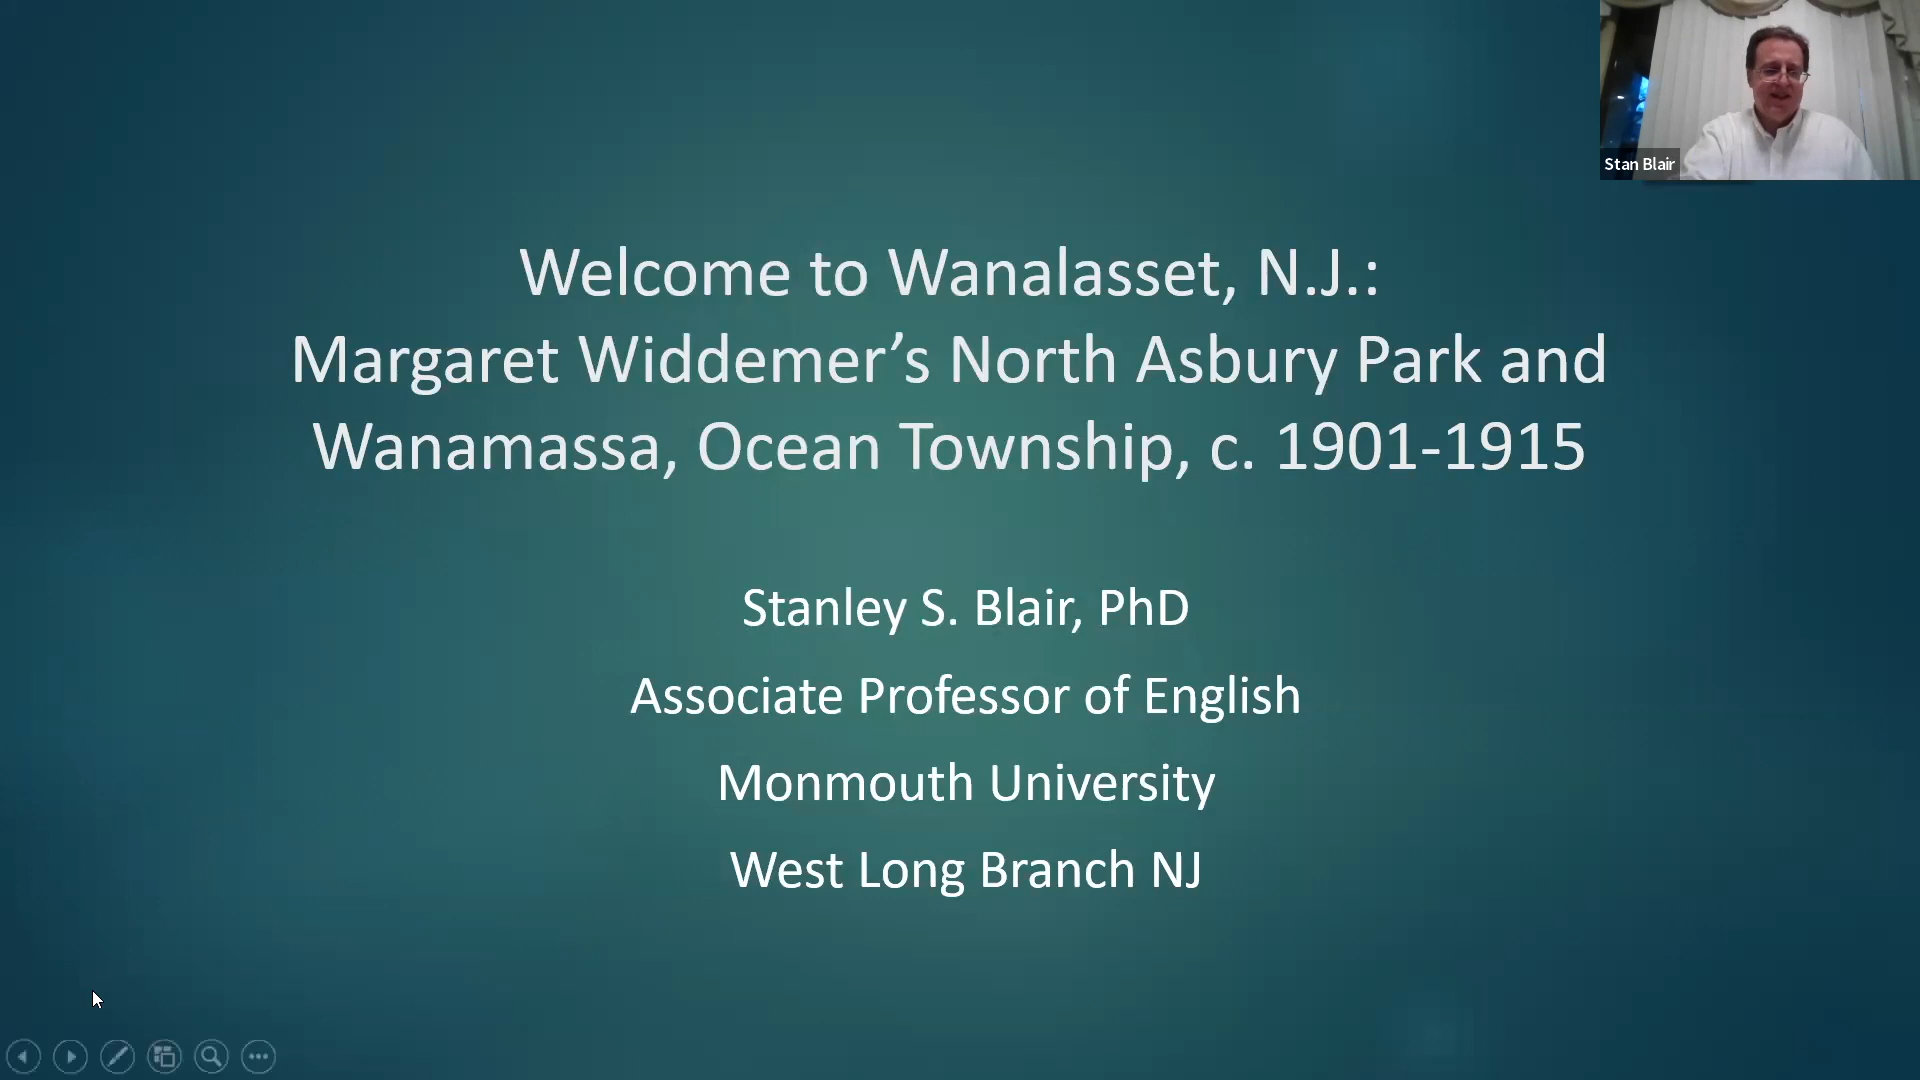 Stan Blair
Welcome to Wanalasset, N.J.:
Margaret Widdemer’s North Asbury Park and
Wanamassa, Ocean Township, c. 1901-1915
Stanley S. Blair, PhD
Associate Professor of English
Monmouth University
West Long Branch NJ